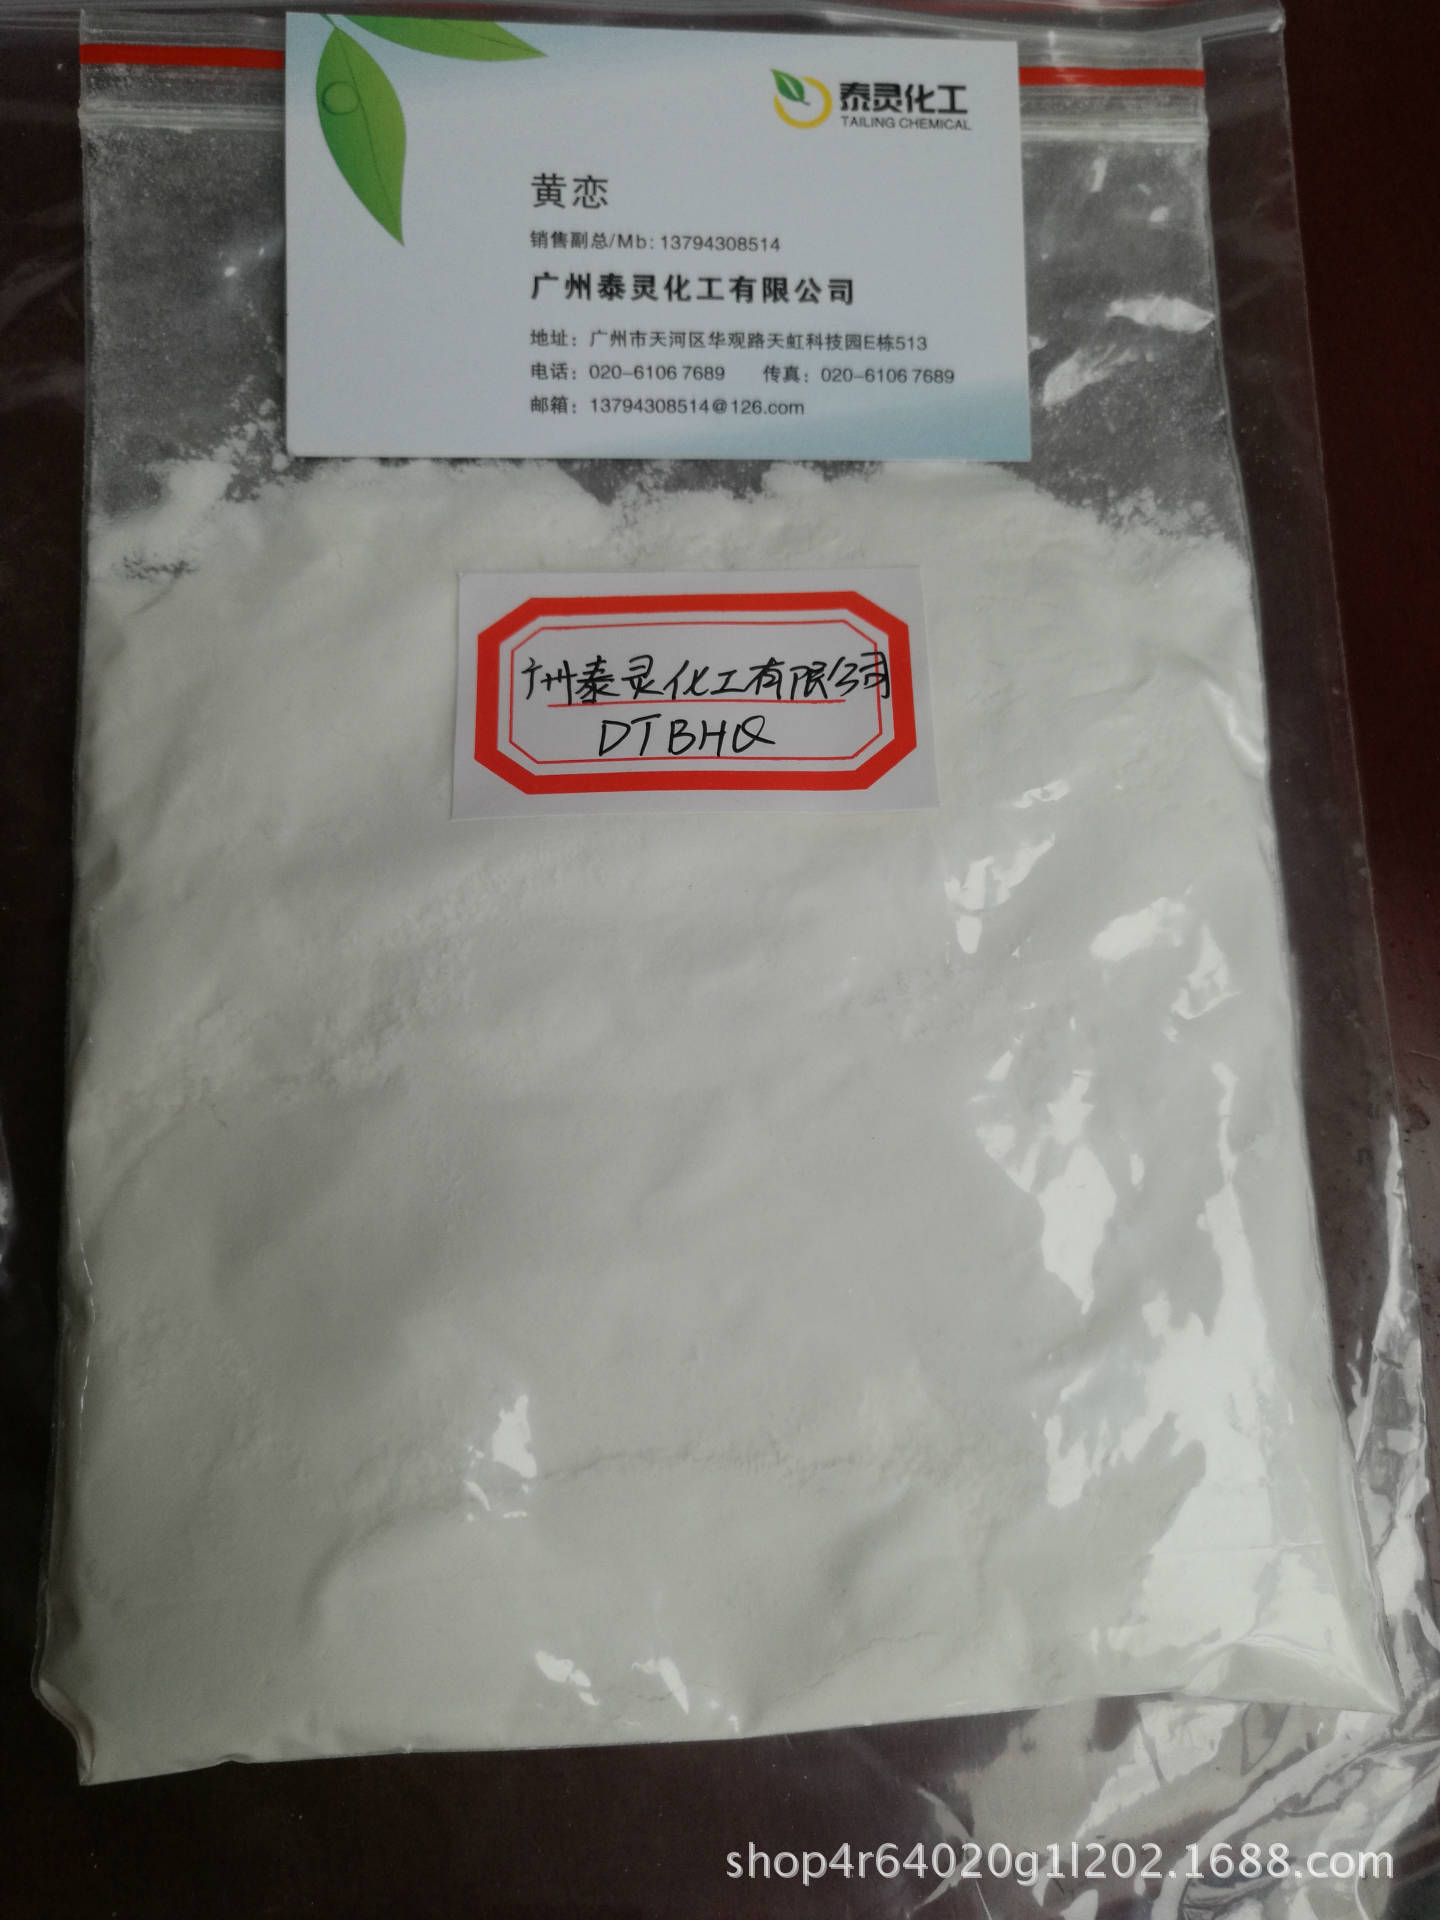 泰灵化工
TAILING CHEMICAL
黄恋
销售副总/Mb: 13794308514
广州泰灵化工有限公司
地址：广州市天河区华观路天虹科技园E栋513
电话：020-6106 7689 传真：020-6106 7689
邮箱：13794308514@126.com
广州泰灵化工有限公司
DTBHQ
shop4r64020g1l202.1688.com